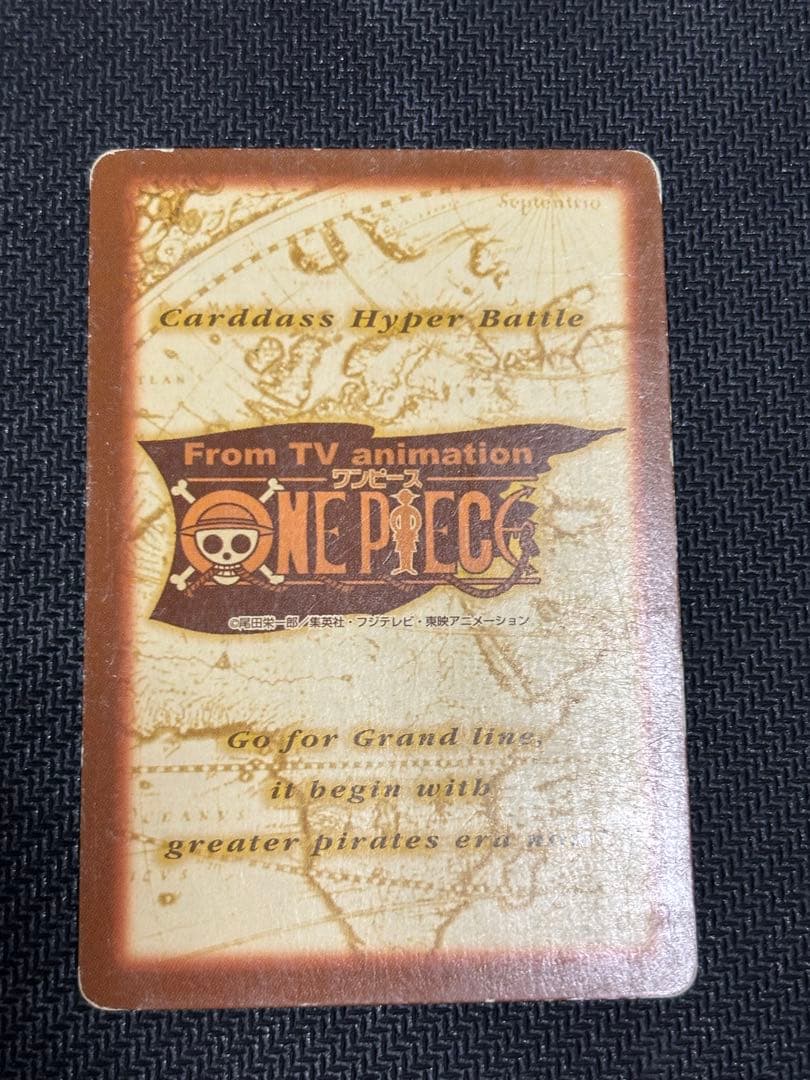 Septentrio
Carddass Hyper Battle
TLAN
From TV animation
ワンピース
ONE PIECE
©尾田栄一郎／集英社・フジテレビ・東映アニメーション
Go for Grand line,
it begin with
greater pirates era